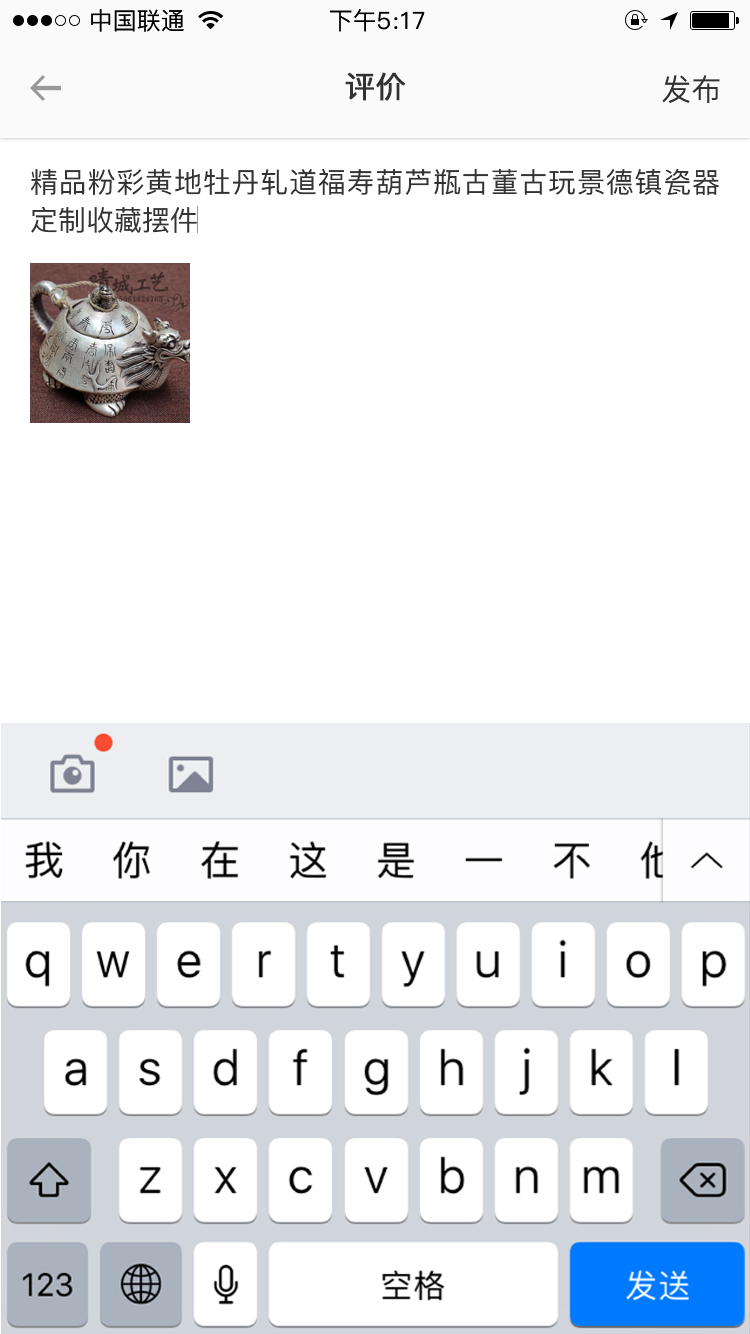 中国联通
下午5:17
评价
发布
精品粉彩黄地牡丹轧道福寿葫芦瓶古董古玩景德镇瓷器
定制收藏摆件
晴城工艺
我 你 在 这 是 一 不 他
q w e r t y u i o p
a s d f g h j k l
z x c v b n m
123
空格
发送